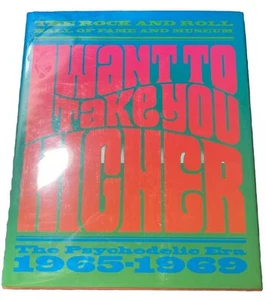 THE ROCK AND ROLL
HALL OF FAME AND MUSEUM
I WANT TO
Take YOU
HIGHER
The Psychedelic Era
1965-1969